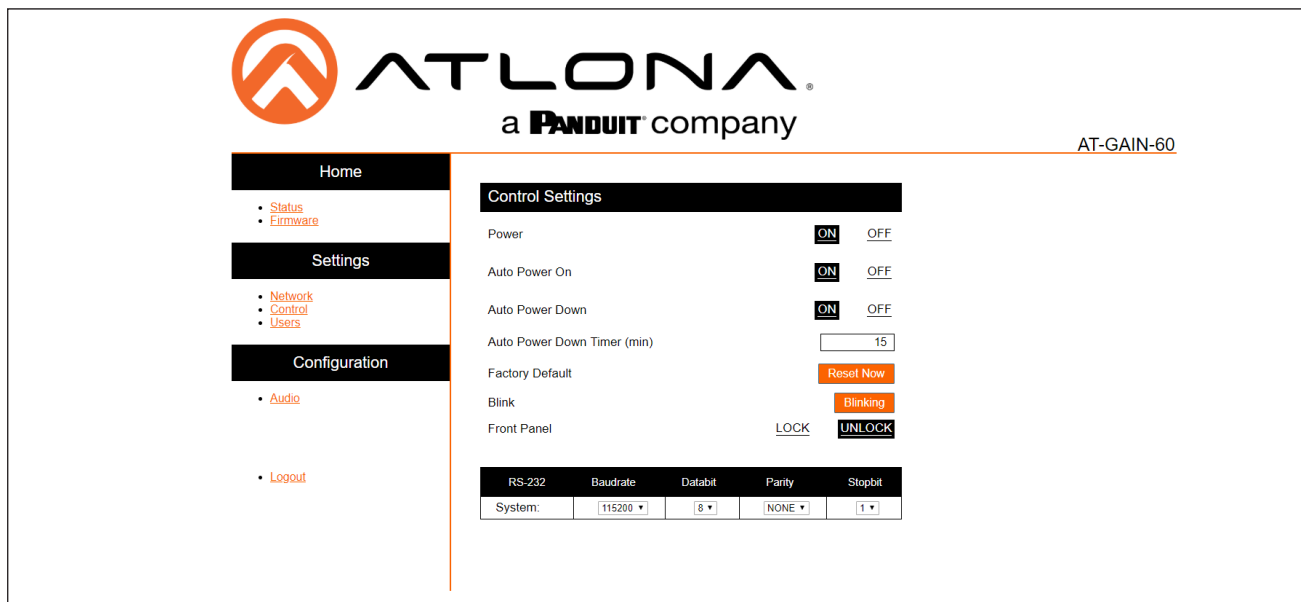 ATLONA®
a PANDUIT® company
AT-GAIN-60
Home
• Status
• Firmware
Settings
• Network
• Control
• Users
Configuration
• Audio
• Logout
Control Settings
Power ON OFF
Auto Power On ON OFF
Auto Power Down ON OFF
Auto Power Down Timer (min) 15
Factory Default Reset Now
Blink Blinking
Front Panel LOCK UNLOCK
RS-232 Baudrate Databit Parity Stopbit
System: 115200 8 NONE 1